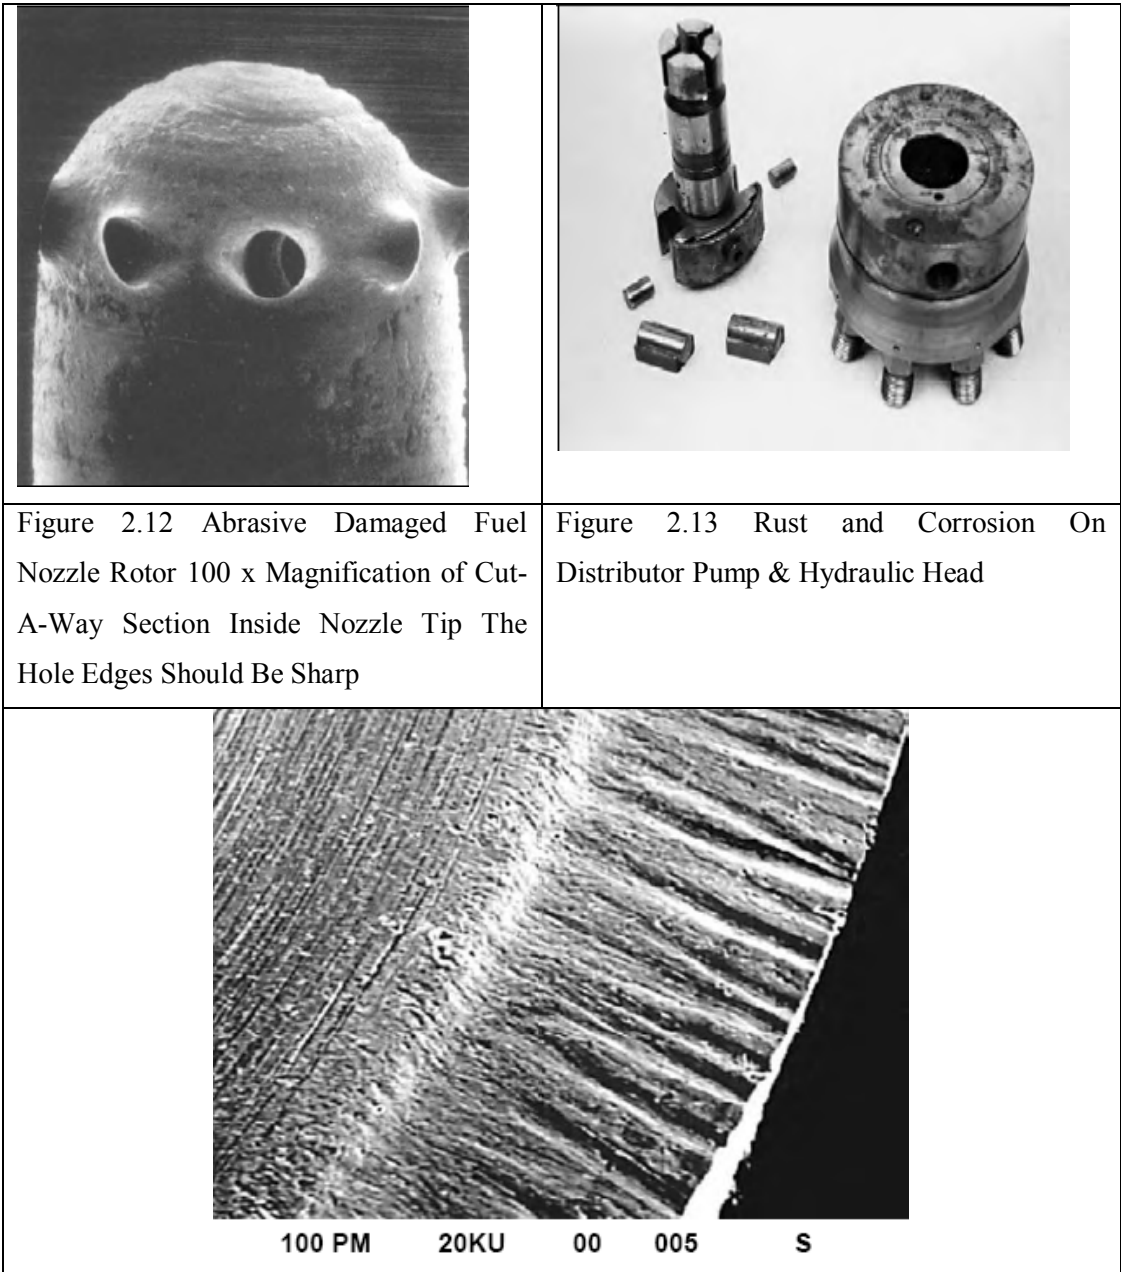 Figure 2.12 Abrasive Damaged Fuel
Nozzle Rotor 100 x Magnification of Cut-
A-Way Section Inside Nozzle Tip The
Hole Edges Should Be Sharp
Figure 2.13 Rust and Corrosion On
Distributor Pump & Hydraulic Head
100 PM 20KU 00 005 S